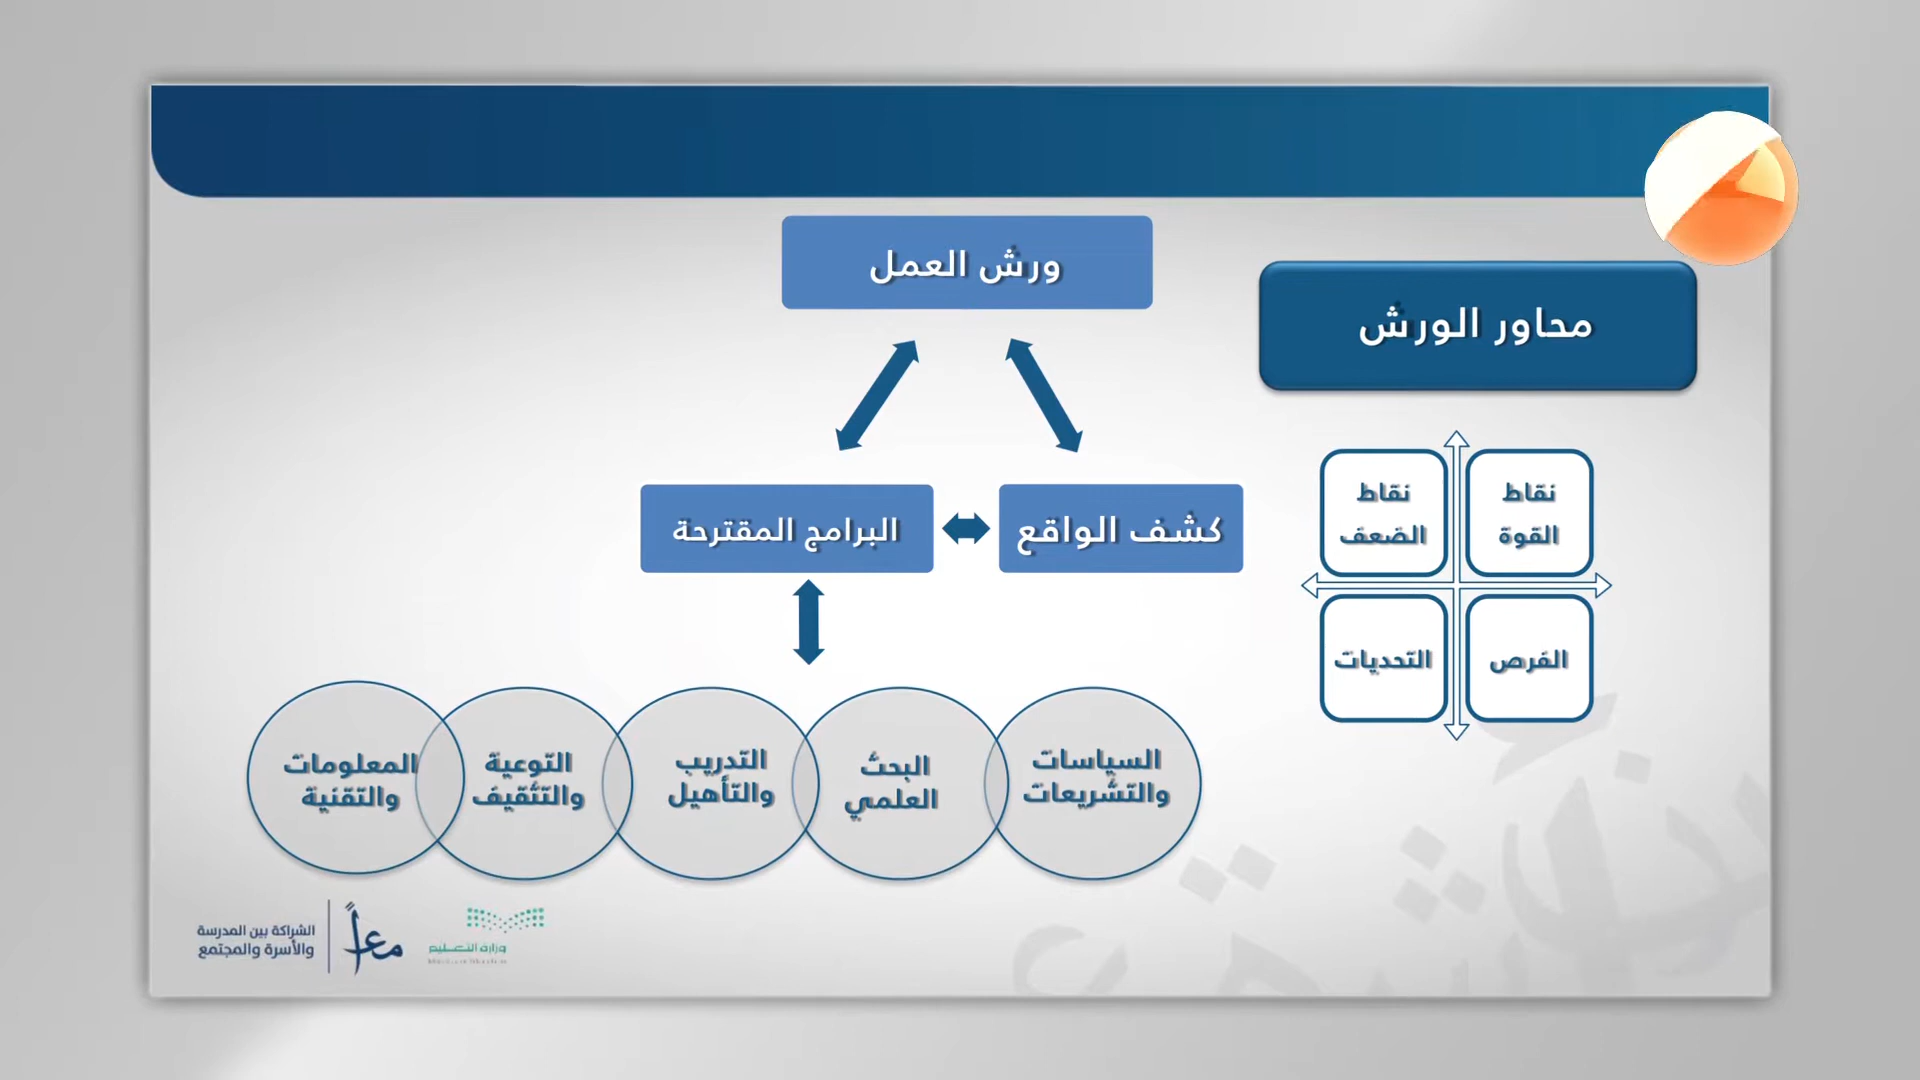 محاور الورش
ورش العمل
كشف الواقع
البرامج المقترحة
نقاط
القوة
نقاط
الضعف
الفرص
التحديات
السياسات
والتشريعات
البحث
العلمي
التدريب
والتأهيل
التوعية
والتثقيف
المعلومات
والتقنية
وزارة التعليم
معاً
الشراكة بين المدرسة
والأسرة والمجتمع